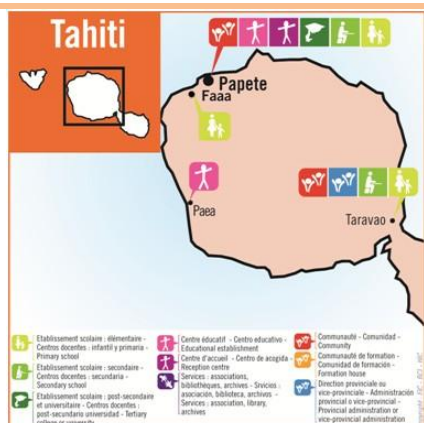 Tahiti
Papete
Faaa
Paea
Taravao
Etablissement scolaire : élémentaire -
Centros docentes : infantil y primaria -
Primary school
Etablissement scolaire : secondaire -
Centros docentes : secundaria -
Secondary school
Etablissement scolaire : post-secondaire
et universitaire - Centros docentes :
post-secundario universidad - Tertiary
college or university
Centre éducatif - Centro educativo -
Educational establishment
Centre d'accueil - Centro de acogida -
Reception centre
Services : associations,
bibliothèques, archives - Srvicios :
asociación, biblioteca, archivos -
Services : association, library,
archives
Communauté - Comunidad -
Community
Communauté de formation -
Comunidad de formación -
Formation house
Direction provinciale ou
vice-provinciale - Administración
provincial o vice-provincial -
Provincial administration or
vice-provincial administration